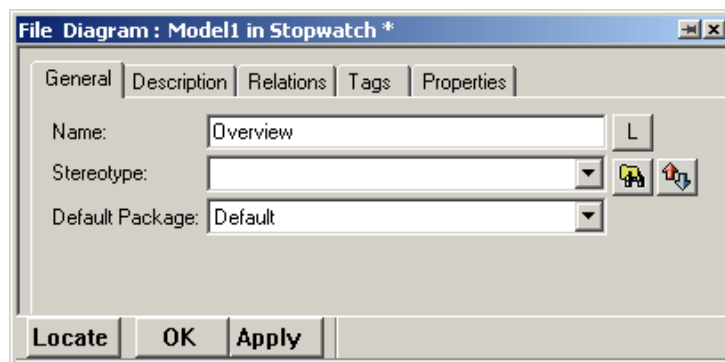 File Diagram : Model1 in Stopwatch *
General Description Relations Tags Properties
Name: Overview L
Stereotype:
Default Package: Default
Locate OK Apply